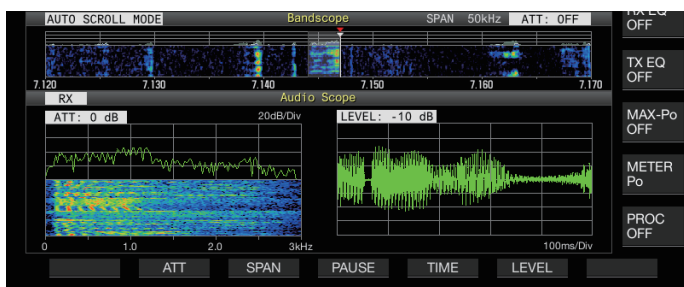 AUTO SCROLL MODE Bandscope SPAN 50kHz ATT: OFF
7.120 7.130 7.140 7.150 7.160 7.170
RX Audio Scope
ATT: 0 dB 20dB/Div LEVEL: -10 dB
0 1.0 2.0 3kHz 100ms/Div
ATT SPAN PAUSE TIME LEVEL
RX EQ
OFF
TX EQ
OFF
MAX-Po
OFF
METER
Po
PROC
OFF